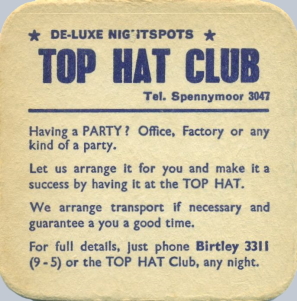 ★ DE-LUXE NIGHTSPOTS ★
TOP HAT CLUB
Tel. Spennymoor 3047
Having a PARTY? Office, Factory or any
kind of a party.
Let us arrange it for you and make it a
success by having it at the TOP HAT.
We arrange transport if necessary and
guarantee a you a good time.
For full details, just phone Birtley 3311
(9 - 5) or the TOP HAT Club, any night.